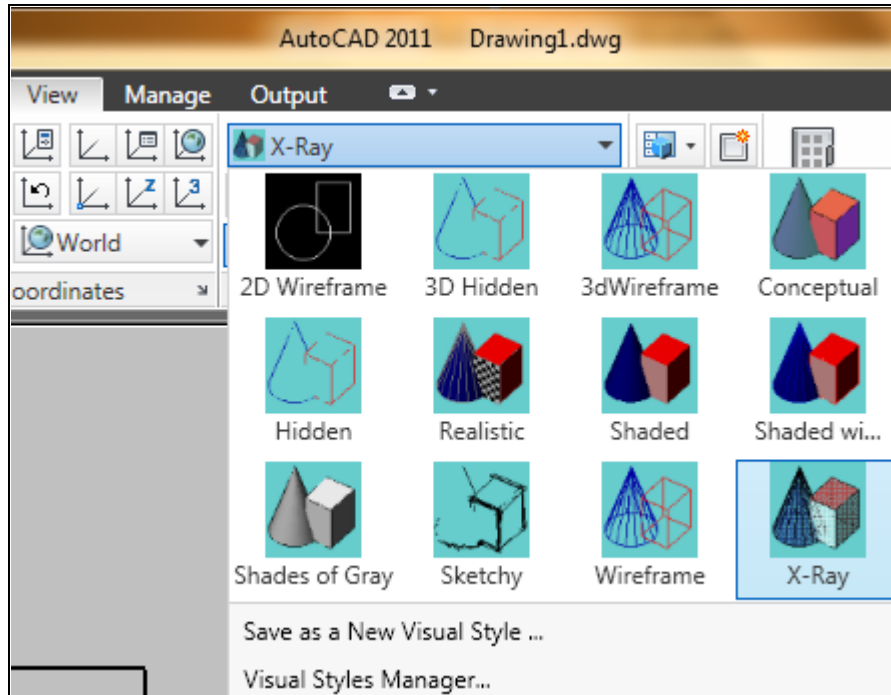 AutoCAD 2011 Drawing1.dwg
View Manage Output
X-Ray
World
oordinates
2D Wireframe 3D Hidden 3dWireframe Conceptual
Hidden Realistic Shaded Shaded wi...
Shades of Gray Sketchy Wireframe X-Ray
Save as a New Visual Style ...
Visual Styles Manager...